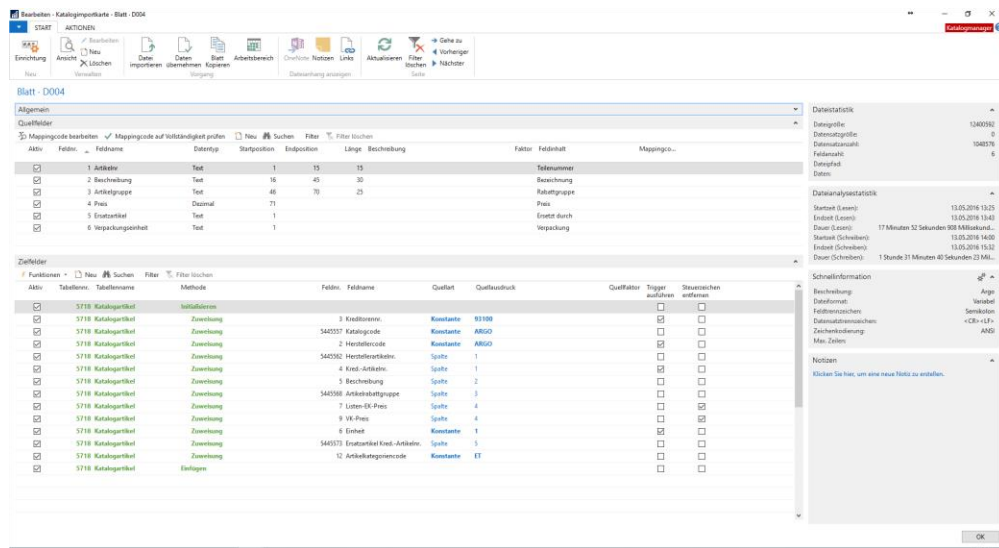 Bearbeiten - Katalogimportkarte - Blatt - D004
START AKTIONEN
Katalogmanager
Einrichtung Ansicht Bearbeiten Neu Löschen Datei importieren Daten übernehmen Blatt Kopieren Arbeitsbereich OneNote Notizen Links Aktualisieren Filter löschen Gehe zu Vorheriger Nächster
Neu Verwalten Vorgang Dateianhang anzeigen Seite
Blatt - D004
Allgemein
Quellfelder
Mappingcode bearbeiten Mappingcode auf Vollständigkeit prüfen Neu Suchen Filter Filter löschen
Aktiv Feldnr. Feldname Datentyp Startposition Endposition Länge Beschreibung Faktor Feldinhalt Mappingco...
1 Artikelnr Text 1 15 15 Teilenummer
2 Beschreibung Text 16 45 30 Bezeichnung
3 Artikelgruppe Text 46 70 25 Rabattgruppe
4 Preis Dezimal 71 Preis
5 Ersatzartikel Text 1 Ersetzt durch
6 Verpackungseinheit Text 1 Verpackung
Zielfelder
Funktionen Neu Suchen Filter Filter löschen
Aktiv Tabellennr. Tabellenname Methode Feldnr. Feldname Quellart Quellausdruck Quellfaktor Trigger ausführen Steuerzeichen entfernen
5718 Katalogartikel Initialisieren
5718 Katalogartikel Zuweisung 3 Kreditorennr. Konstante 93100
5718 Katalogartikel Zuweisung 5445557 Katalogcode Konstante ARGO
5718 Katalogartikel Zuweisung 2 Herstellercode Konstante ARGO
5718 Katalogartikel Zuweisung 5445562 Herstellerartikelnr. Spalte 1
5718 Katalogartikel Zuweisung 4 Kred.-Artikelnr. Spalte 1
5718 Katalogartikel Zuweisung 5 Beschreibung Spalte 2
5718 Katalogartikel Zuweisung 5445568 Artikelrabattgruppe Spalte 3
5718 Katalogartikel Zuweisung 7 Listen-EK-Preis Spalte 4
5718 Katalogartikel Zuweisung 9 VK-Preis Spalte 4
5718 Katalogartikel Zuweisung 6 Einheit Konstante 1
5718 Katalogartikel Zuweisung 5445573 Ersatzartikel Kred.-Artikelnr. Spalte 5
5718 Katalogartikel Zuweisung 12 Artikelkategoriencode Konstante ET
5718 Katalogartikel Einfügen
Dateistatistik
Dateigröße: 12400592
Datensatzgröße: 0
Datensatzanzahl: 1048576
Feldanzahl: 6
Dateipfad:
Daten:
Dateianalysestatistik
Startzeit (Lesen): 13.05.2016 13:25
Endzeit (Lesen): 13.05.2016 13:43
Dauer (Lesen): 17 Minuten 52 Sekunden 908 Millisekund...
Startzeit (Schreiben): 13.05.2016 14:00
Endzeit (Schreiben): 13.05.2016 15:32
Dauer (Schreiben): 1 Stunde 31 Minuten 40 Sekunden 23 Mil...
Schnellinformation
Beschreibung: Argo
Dateiformat: Variabel
Feldtrennzeichen: Semikolon
Datensatztrennzeichen: <CR><LF>
Zeichenkodierung: ANSI
Max. Zeilen:
Notizen
Klicken Sie hier, um eine neue Notiz zu erstellen.
OK